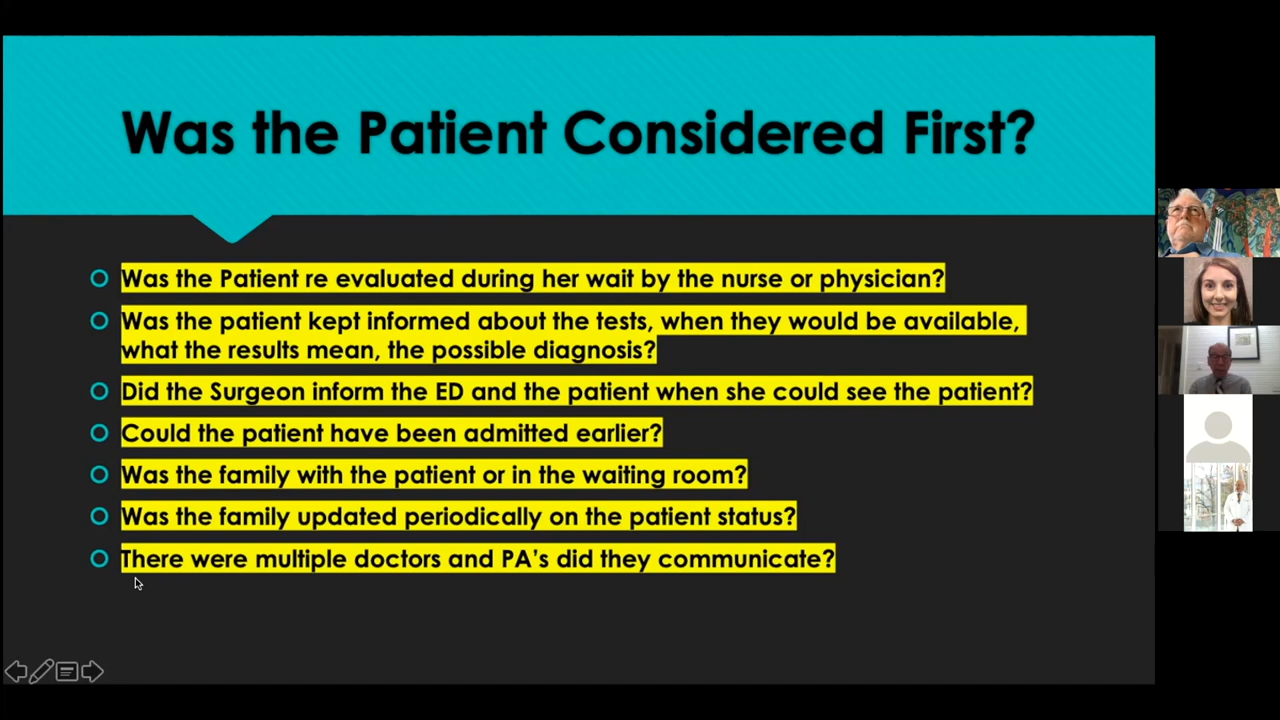 Was the Patient Considered First?
Was the Patient re evaluated during her wait by the nurse or physician?
Was the patient kept informed about the tests, when they would be available,
what the results mean, the possible diagnosis?
Did the Surgeon inform the ED and the patient when she could see the patient?
Could the patient have been admitted earlier?
Was the family with the patient or in the waiting room?
Was the family updated periodically on the patient status?
There were multiple doctors and PA’s did they communicate?